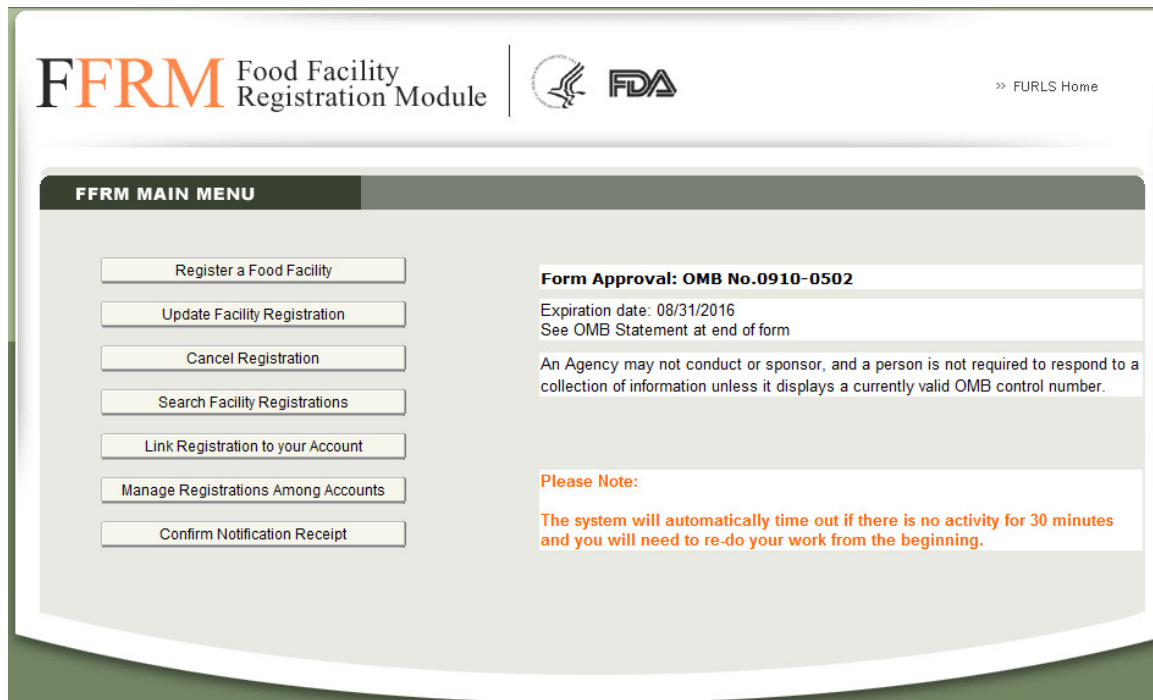 FFRM Food Facility
Registration Module
FDA
>> FURLS Home
FFRM MAIN MENU
Register a Food Facility
Update Facility Registration
Cancel Registration
Search Facility Registrations
Link Registration to your Account
Manage Registrations Among Accounts
Confirm Notification Receipt
Form Approval: OMB No.0910-0502
Expiration date: 08/31/2016
See OMB Statement at end of form
An Agency may not conduct or sponsor, and a person is not required to respond to a
collection of information unless it displays a currently valid OMB control number.
Please Note:
The system will automatically time out if there is no activity for 30 minutes
and you will need to re-do your work from the beginning.